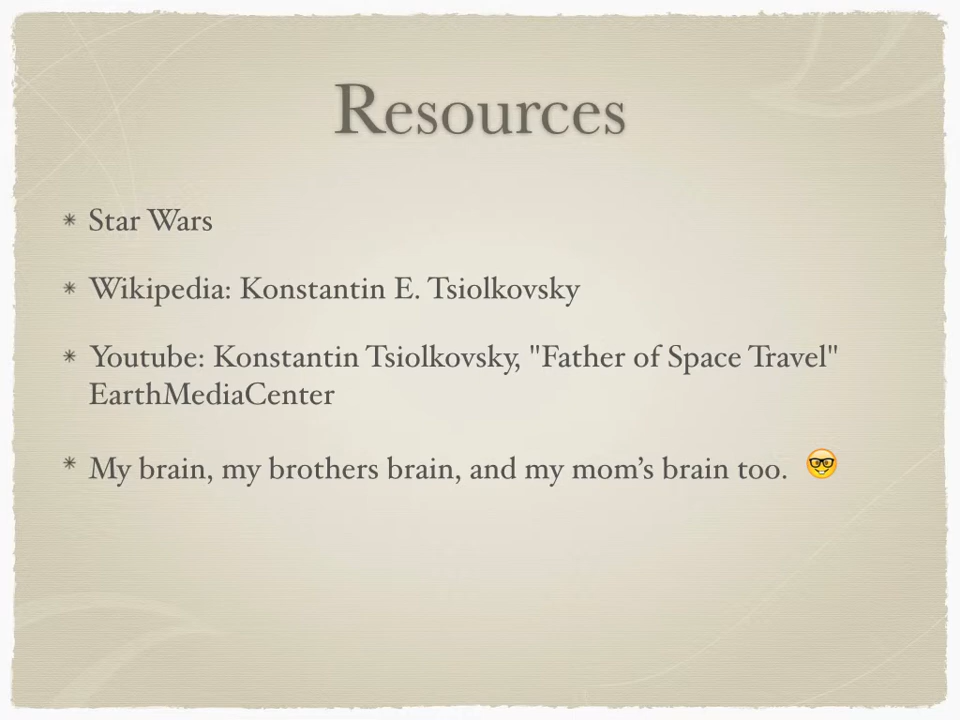 Resources
* Star Wars
* Wikipedia: Konstantin E. Tsiolkovsky
* Youtube: Konstantin Tsiolkovsky, "Father of Space Travel"
EarthMediaCenter
* My brain, my brothers brain, and my mom’s brain too. 🤓